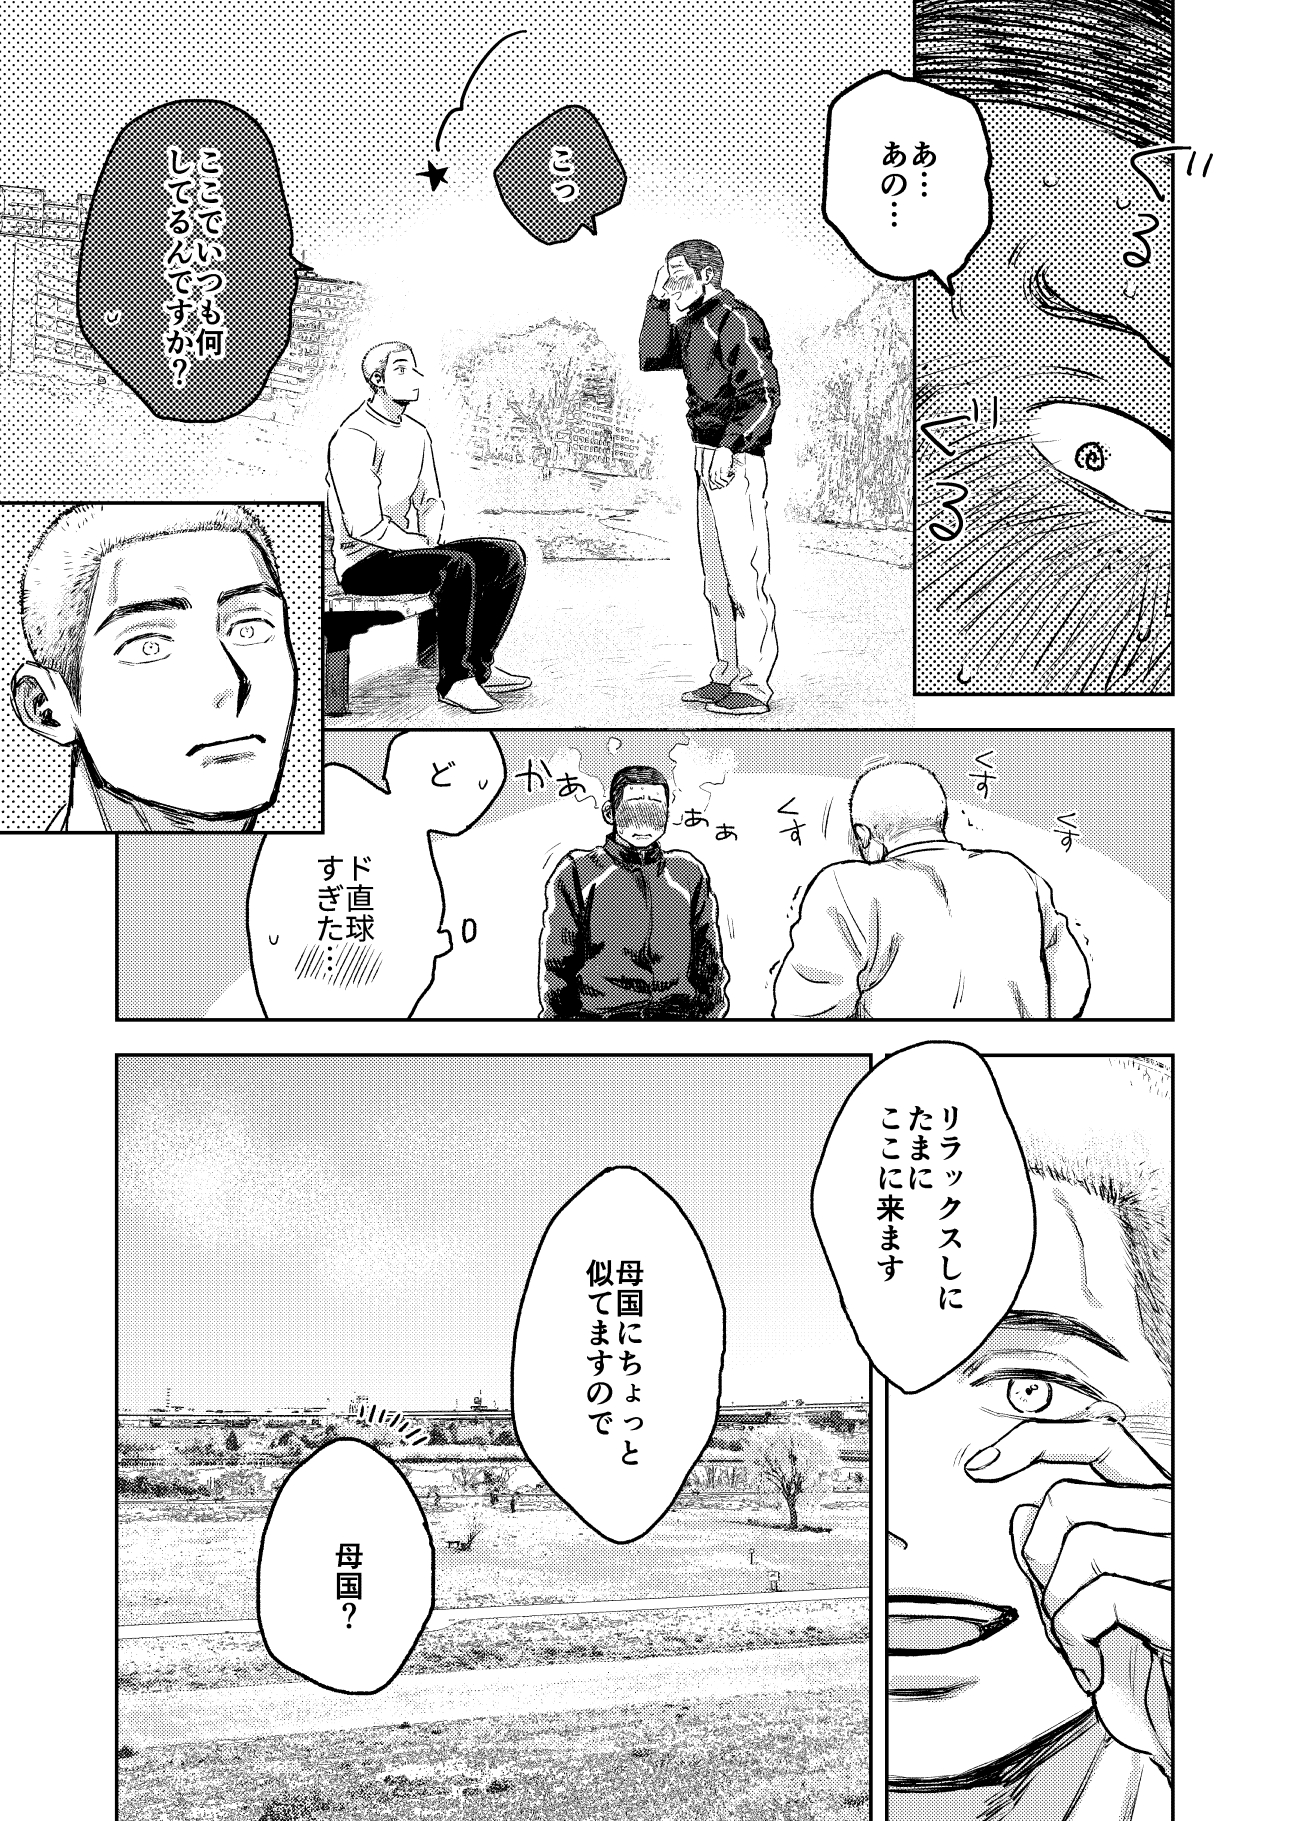 あ…
あの…
ぐるぐる
こっ
ここでいつも何
してるんですか？
くす
くす
くす
くす
かあ
ぁぁ
ど
ド直球
すぎた…
リラックスしに
たまに
ここに来ます
母国にちょっと
似てますので
母国？